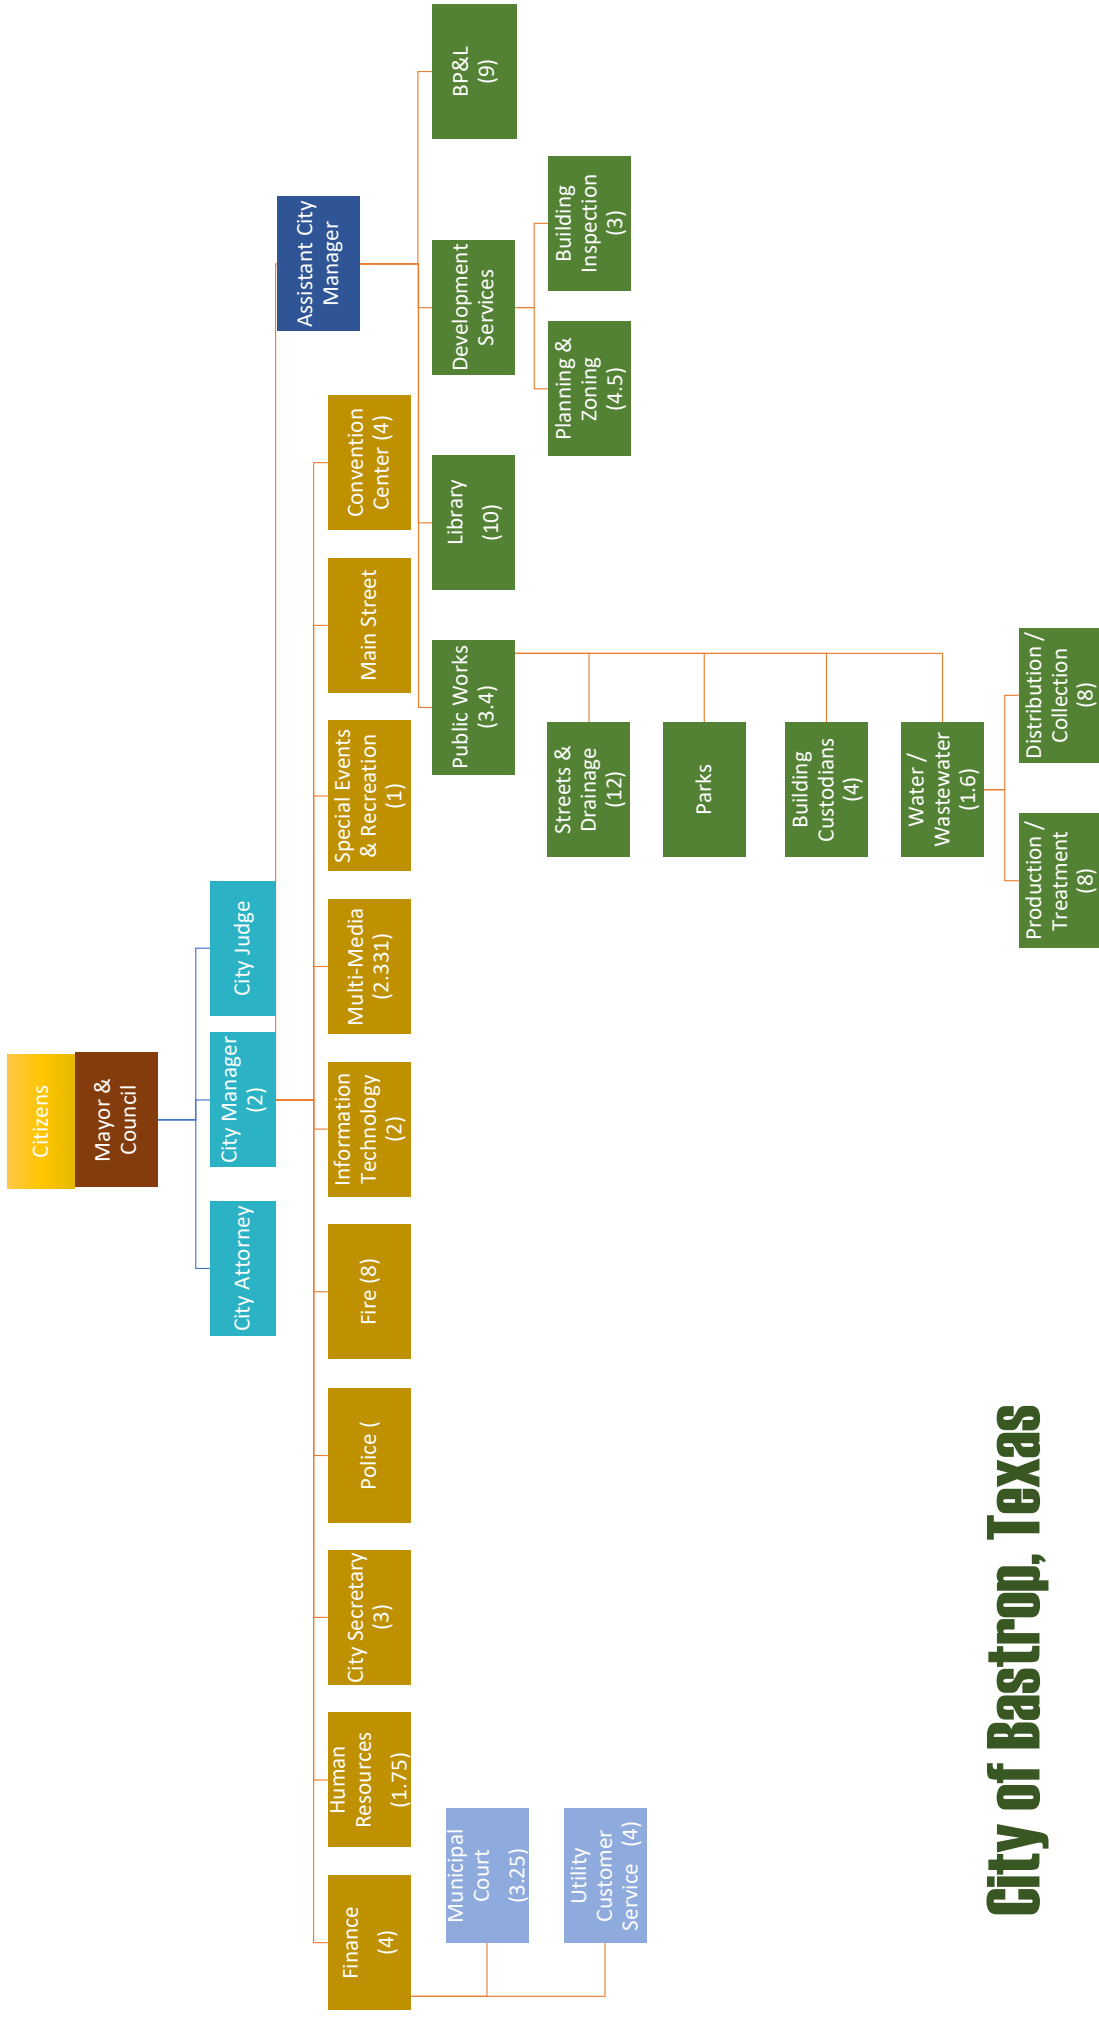 Citizens
Mayor &
Council
City Attorney
City Manager
(2)
City Judge
Assistant City
Manager
Finance
(4)
Human
Resources
(1.75)
City Secretary
(3)
Police (
Fire (8)
Information
Technology
(2)
Multi-Media
(2.331)
Special Events
& Recreation
(1)
Main Street
Convention
Center (4)
Municipal
Court
(3.25)
Utility
Customer
Service (4)
Public Works
(3.4)
Library
(10)
Development
Services
BP&L
(9)
Streets &
Drainage
(12)
Parks
Building
Custodians
(4)
Water /
Wastewater
(1.6)
Production /
Treatment
(8)
Distribution /
Collection
(8)
Planning &
Zoning
(4.5)
Building
Inspection
(3)
City of Bastrop, Texas